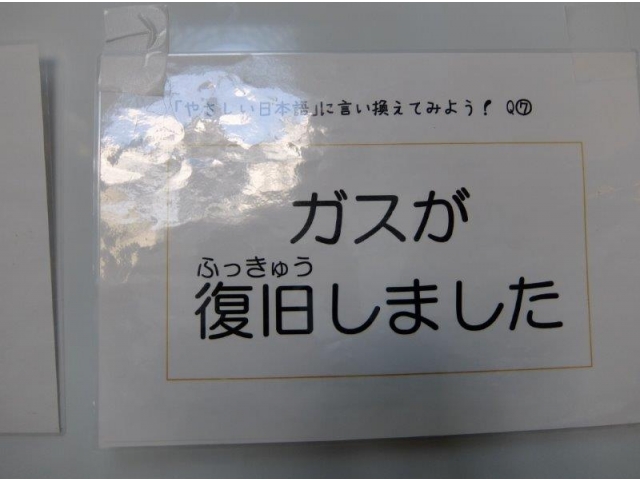 「やさしい日本語」に言い換えてみよう！ Q⑦
ガスが
ふっきゅう
復旧しました